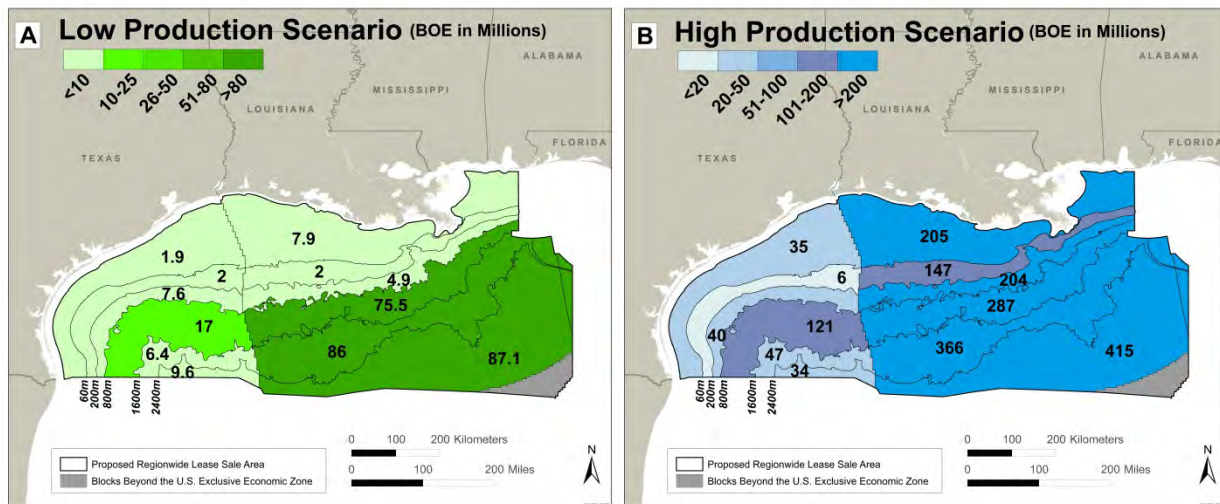 A Low Production Scenario (BOE in Millions)
<10 10-25 26-50 51-80 >80
ALABAMA
MISSISSIPPI
LOUISIANA
TEXAS
FLORIDA
7.9
1.9
2 2
4.9
7.6
75.5
17
6.4 86 87.1
9.6
60m 200m 800m 1600m 2400m
Proposed Regionwide Lease Sale Area
Blocks Beyond the U.S. Exclusive Economic Zone
0 100 200 Kilometers
0 100 200 Miles
N
B High Production Scenario (BOE in Millions)
<20 20-50 51-100 101-200 >200
ALABAMA
MISSISSIPPI
LOUISIANA
TEXAS
FLORIDA
205
35
6 147
204
287
40 121
47 366 415
34
60m 200m 800m 1600m 2400m
Proposed Regionwide Lease Sale Area
Blocks Beyond the U.S. Exclusive Economic Zone
0 100 200 Kilometers
0 100 200 Miles
N